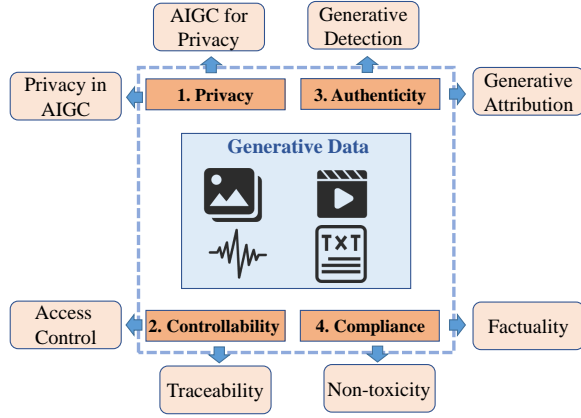 AIGC for
Privacy
Generative
Detection
Privacy in
AIGC
1. Privacy
3. Authenticity
Generative
Attribution
Generative Data
TXT
Access
Control
2. Controllability
4. Compliance
Factuality
Traceability
Non-toxicity